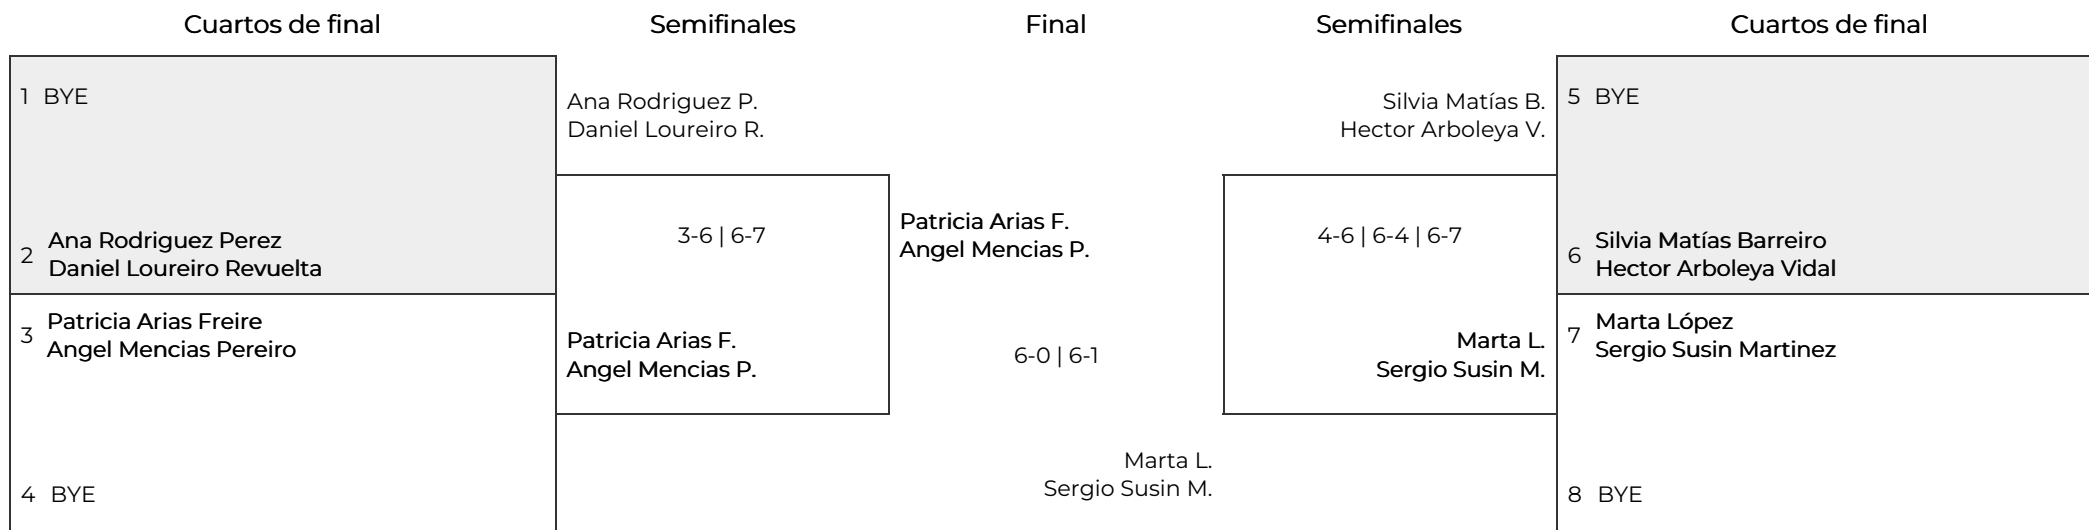 Cuartos de final
Semifinales
Final
Semifinales
Cuartos de final
1 BYE
2 Ana Rodriguez Perez
Daniel Loureiro Revuelta
3 Patricia Arias Freire
Angel Mencias Pereiro
4 BYE
Ana Rodriguez P.
Daniel Loureiro R.
3-6 | 6-7
Patricia Arias F.
Angel Mencias P.
Patricia Arias F.
Angel Mencias P.
6-0 | 6-1
Marta L.
Sergio Susin M.
Silvia Matías B.
Hector Arboleya V.
4-6 | 6-4 | 6-7
Marta L.
Sergio Susin M.
5 BYE
6 Silvia Matías Barreiro
Hector Arboleya Vidal
7 Marta López
Sergio Susin Martinez
8 BYE